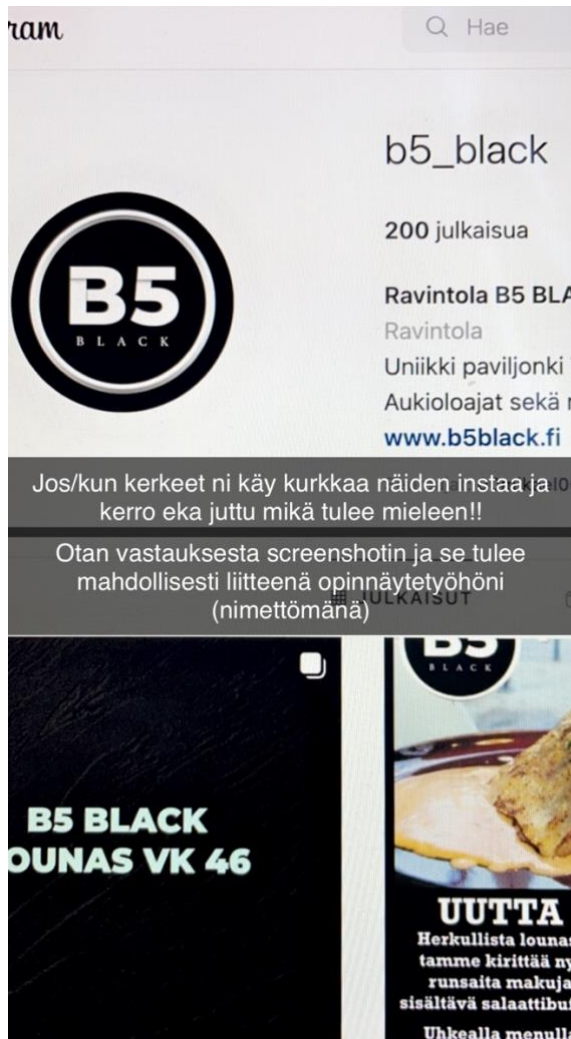 ram
Hae
b5_black
200 julkaisua
B5
BLACK
Ravintola B5 BLA
Ravintola
Uniikki paviljonki
Aukioloajat sekä
www.b5black.fi
Jos/kun kerkeet ni käy kurkkaa näiden instaa ja
kerro eka juttu mikä tulee mieleen!!
Otan vastauksesta screenshotin ja se tulee
mahdollisesti liitteenä opinnäytetyöhöni
(nimettömänä)
JULKAISUT
B5
BLACK
B5 BLACK
OUNAS VK 46
UUTTA
Herkullista lounas
tamme kirittää ny
runsaita makuja
sisältävä salaattibuf
Uhkealla menulla